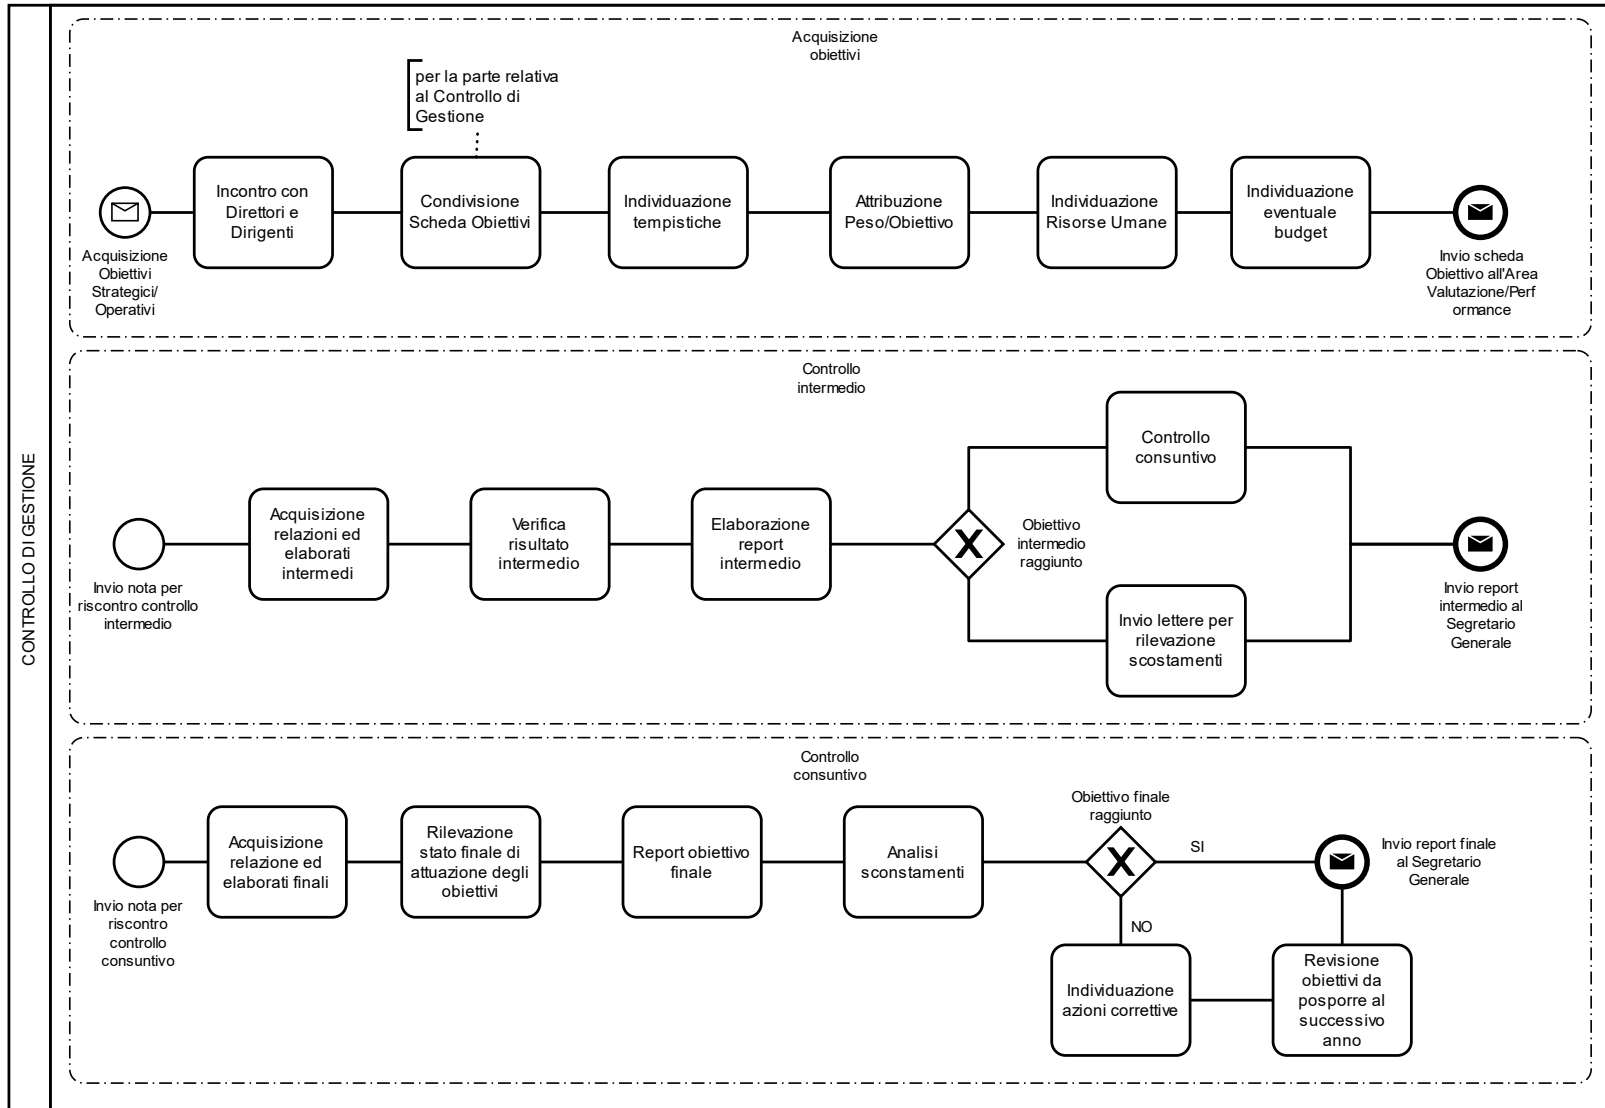 CONTROLLO DI GESTIONE
Acquisizione
obiettivi
per la parte relativa
al Controllo di
Gestione
Incontro con
Direttori e
Dirigenti
Condivisione
Scheda Obiettivi
Individuazione
tempistiche
Attribuzione
Peso/Obiettivo
Individuazione
Risorse Umane
Individuazione
eventuale
budget
Acquisizione
Obiettivi
Strategici/
Operativi
Invio scheda
Obiettivo all'Area
Valutazione/Perf
ormance
Controllo
intermedio
Invio nota per
riscontro controllo
intermedio
Acquisizione
relazioni ed
elaborati
intermedi
Verifica
risultato
intermedio
Elaborazione
report
intermedio
Obiettivo
intermedio
raggiunto
Controllo
consuntivo
Invio lettere per
rilevazione
scostamenti
Invio report
intermedio al
Segretario
Generale
Controllo
consuntivo
Invio nota per
riscontro
controllo
consuntivo
Acquisizione
relazione ed
elaborati finali
Rilevazione
stato finale di
attuazione degli
obiettivi
Report obiettivo
finale
Analisi
sconstamenti
Obiettivo finale
raggiunto
SI
NO
Invio report finale
al Segretario
Generale
Individuazione
azioni correttive
Revisione
obiettivi da
posporre al
successivo
anno